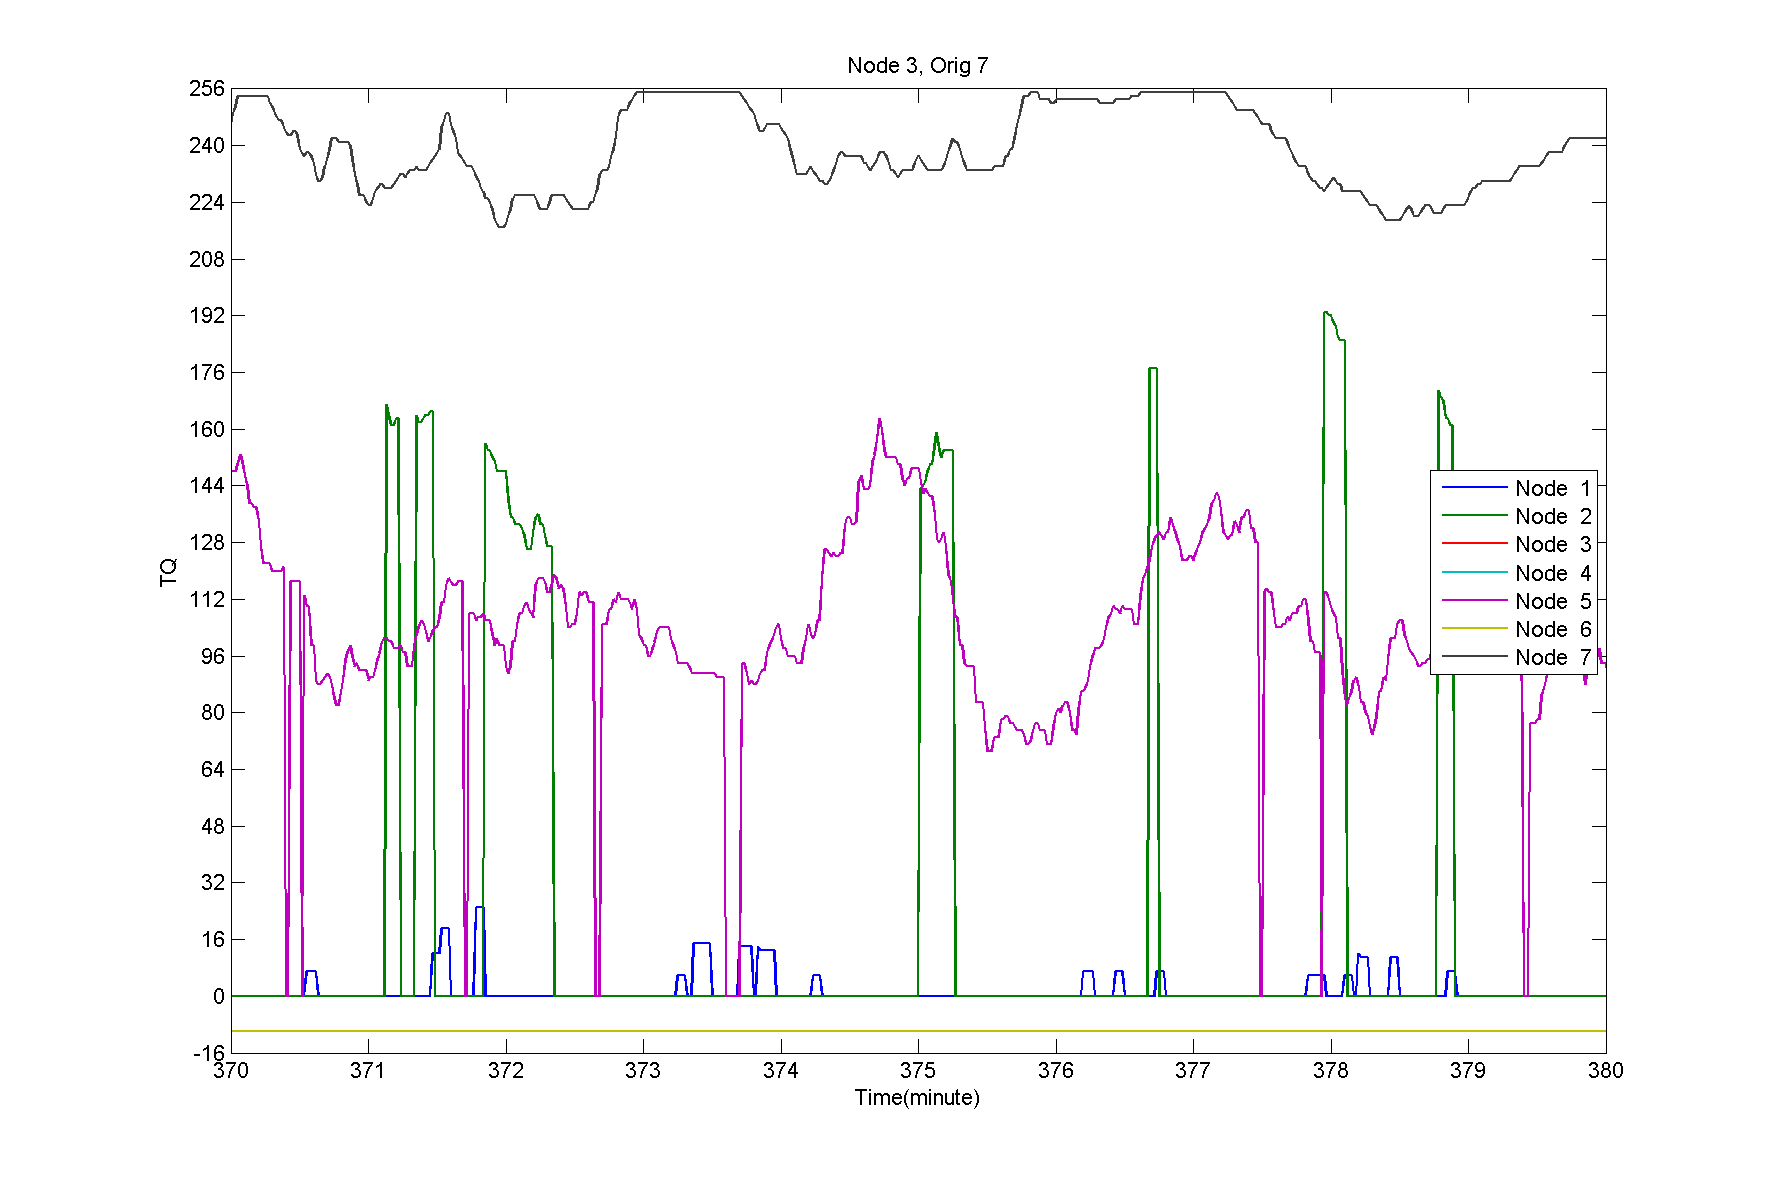 Node 3, Orig 7
256
240
224
208
192
176
160
144
128
112
96
80
64
48
32
16
0
-16
TQ
Node 1
Node 2
Node 3
Node 4
Node 5
Node 6
Node 7
370 371 372 373 374 375 376 377 378 379 380
Time(minute)